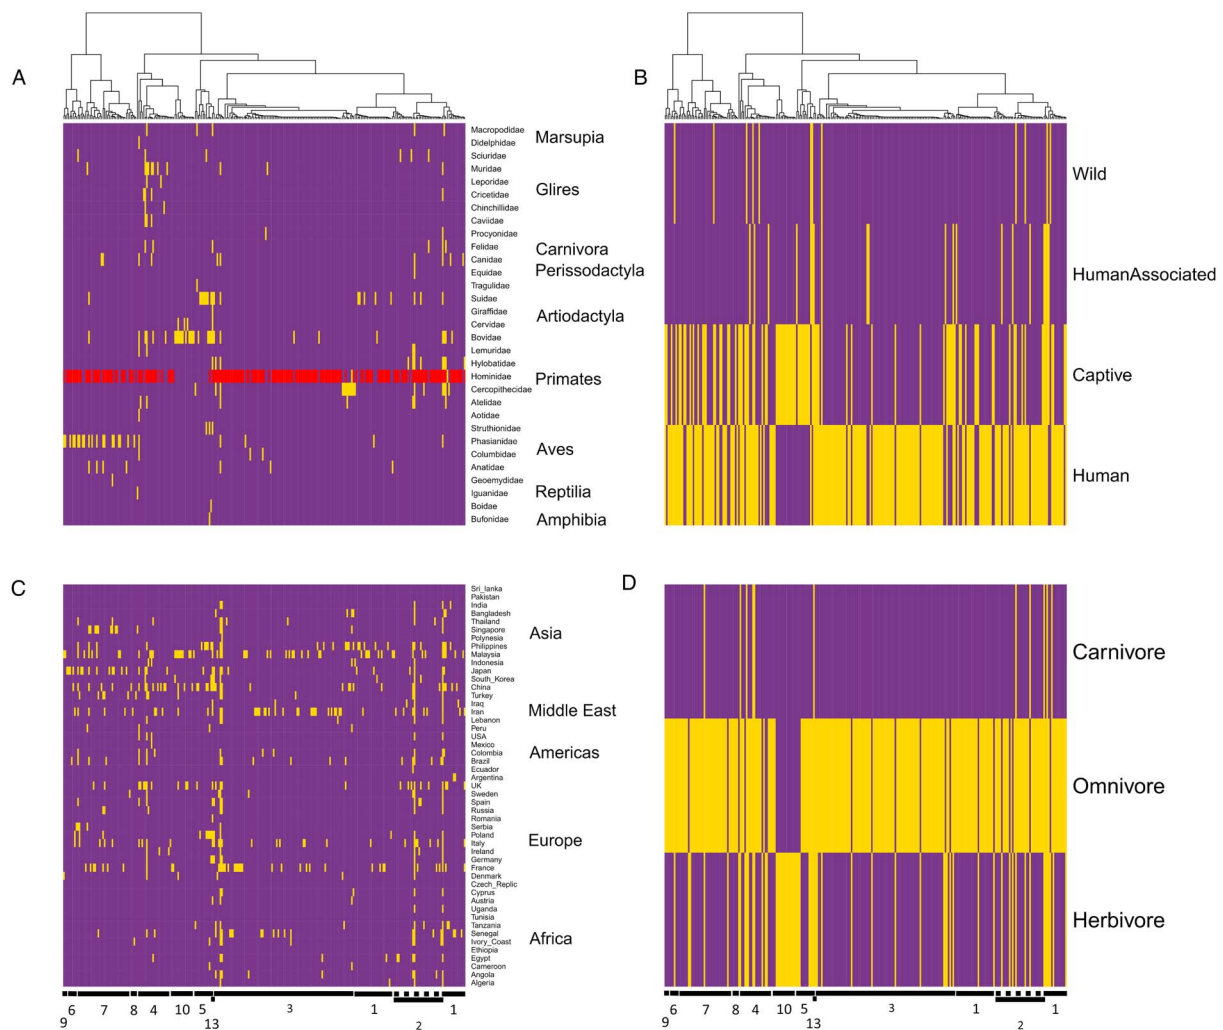 A
Macropodidae
Didelphidae
Sciuridae
Muridae
Leporidae
Cricetidae
Chinchillidae
Caviidae
Procyonidae
Felidae
Canidae
Equidae
Tragulidae
Suidae
Giraffidae
Cervidae
Bovidae
Lemuridae
Hylobatidae
Hominidae
Cercopithecidae
Atelidae
Aotidae
Struthionidae
Phasianidae
Columbidae
Anatidae
Geoemydidae
Iguanidae
Boidae
Bufonidae
Marsupia
Glires
Carnivora
Perissodactyla
Artiodactyla
Primates
Aves
Reptilia
Amphibia
B
Wild
HumanAssociated
Captive
Human
C
Sri_lanka
Pakistan
India
Bangladesh
Thailand
Singapore
Polynesia
Philippines
Malaysia
Indonesia
Japan
South_Korea
China
Turkey
Iraq
Iran
Lebanon
Peru
USA
Mexico
Colombia
Brazil
Ecuador
Argentina
UK
Sweden
Spain
Russia
Romania
Serbia
Poland
Italy
Ireland
Germany
France
Denmark
Czech_Replic
Cyprus
Austria
Uganda
Tunisia
Tanzania
Senegal
Ivory_Coast
Ethiopia
Egypt
Cameroon
Angola
Algeria
Asia
Middle East
Americas
Europe
Africa
9 6 7 8 4 10 5 13 3 1 2 1
D
Carnivore
Omnivore
Herbivore
9 6 7 8 4 10 5 13 3 1 2 1